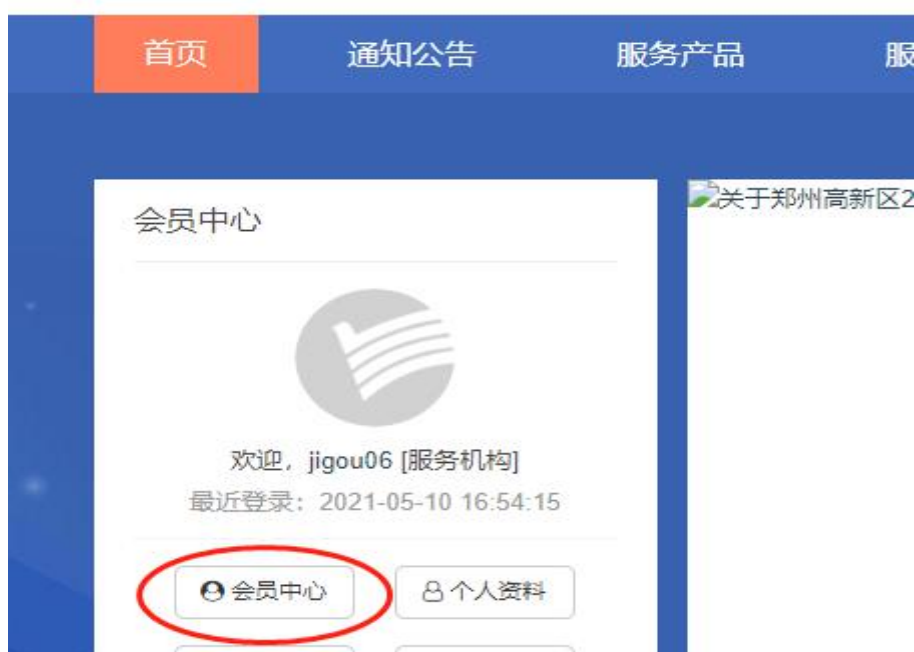 首页 通知公告 服务产品 服
会员中心
关于郑州高新区2
欢迎，jigou06 [服务机构]
最近登录：2021-05-10 16:54:15
会员中心 个人资料